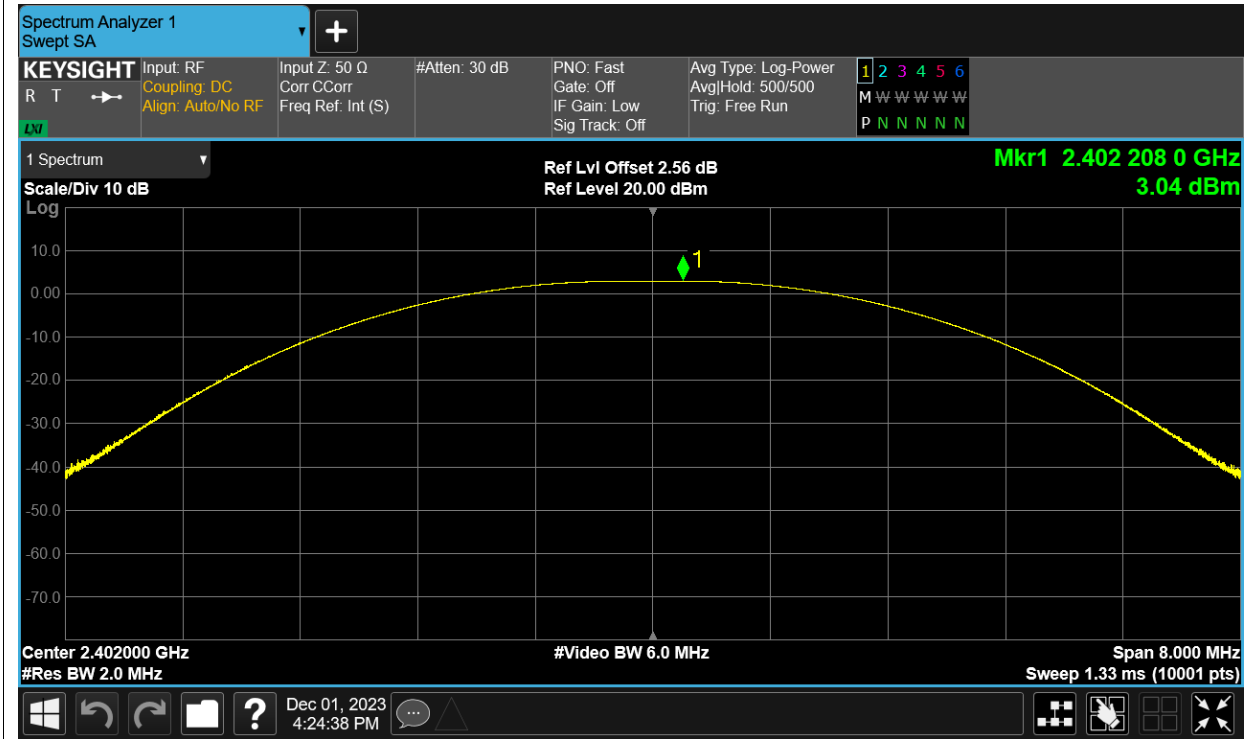 Spectrum Analyzer 1
Swept SA
KEYSIGHT
R T
LXI
Input: RF
Coupling: DC
Align: Auto/No RF
Input Z: 50 Ω
Corr CCorr
Freq Ref: Int (S)
#Atten: 30 dB
PNO: Fast
Gate: Off
IF Gain: Low
Sig Track: Off
Avg Type: Log-Power
Avg|Hold: 500/500
Trig: Free Run
1 2 3 4 5 6
M W W W W W
P N N N N N
1 Spectrum
Scale/Div 10 dB
Log
Ref Lvl Offset 2.56 dB
Ref Level 20.00 dBm
Mkr1 2.402 208 0 GHz
3.04 dBm
1
10.0
0.00
-10.0
-20.0
-30.0
-40.0
-50.0
-60.0
-70.0
Center 2.402000 GHz
#Res BW 2.0 MHz
#Video BW 6.0 MHz
Span 8.000 MHz
Sweep 1.33 ms (10001 pts)
?
Dec 01, 2023
4:24:38 PM